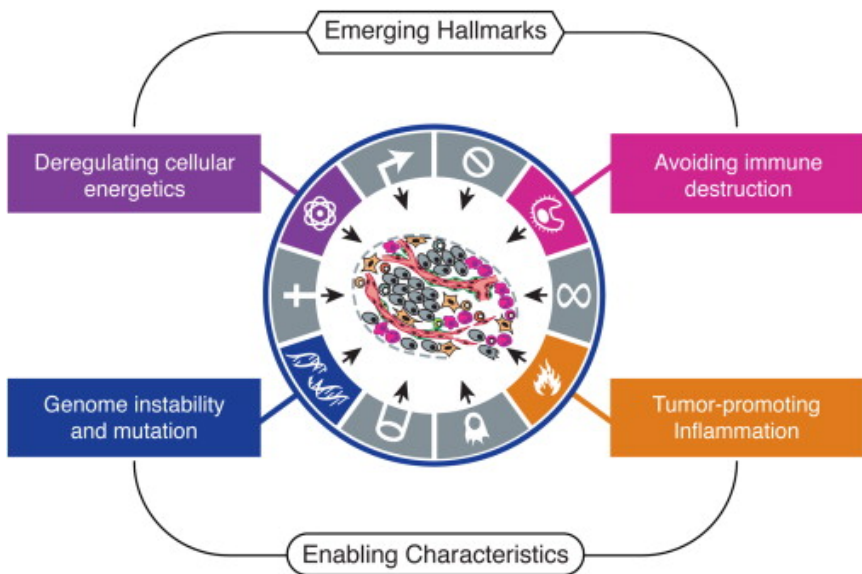 Emerging Hallmarks
Deregulating cellular
energetics
Avoiding immune
destruction
Genome instability
and mutation
Tumor-promoting
Inflammation
Enabling Characteristics